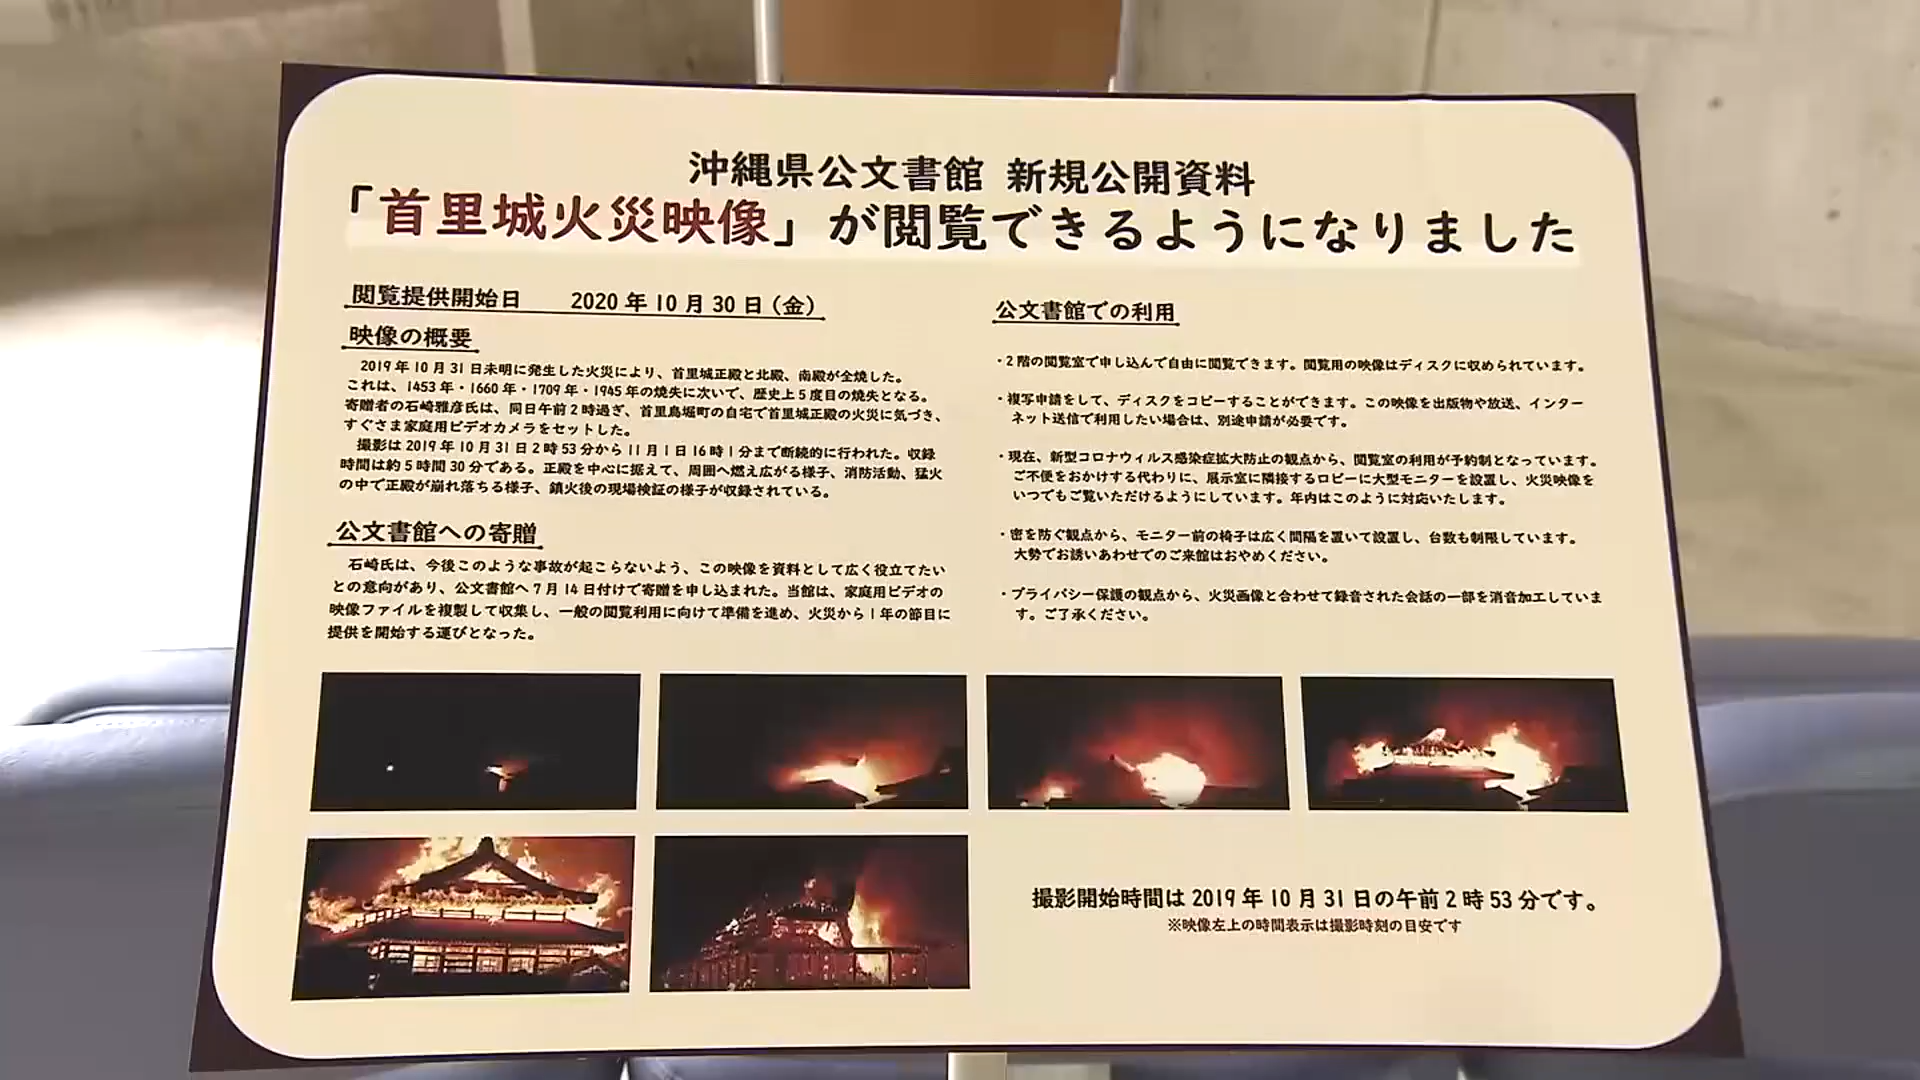 沖縄県公文書館 新規公開資料
「首里城火災映像」が閲覧できるようになりました
閲覧提供開始日 2020年10月30日(金)
映像の概要
2019年10月31日未明に発生した火災により、首里城正殿と北殿、南殿が全焼した。
これは、1453年・1660年・1709年・1945年の焼失に次いで、歴史上5度目の焼失となる。
寄贈者の石崎雅彦氏は、同日午前2時過ぎ、首里鳥堀町の自宅で首里城正殿の火災に気づき、
すぐさま家庭用ビデオカメラをセットした。
撮影は2019年10月31日2時53分から11月1日16時1分まで断続的に行われた。収録
時間は約5時間30分である。正殿を中心に据えて、周囲へ燃え広がる様子、消防活動、猛火
の中で正殿が崩れ落ちる様子、鎮火後の現場検証の様子が収録されている。
公文書館への寄贈
石崎氏は、今後このような事故が起こらないよう、この映像を資料として広く役立てたい
との意向があり、公文書館へ7月14日付けで寄贈を申し込まれた。当館は、家庭用ビデオの
映像ファイルを複製して収集し、一般の閲覧利用に向けて準備を進め、火災から1年の節目に
提供を開始する運びとなった。
公文書館での利用
・2階の閲覧室で申し込んで自由に閲覧できます。閲覧用の映像はディスクに収められています。
・複写申請をして、ディスクをコピーすることができます。この映像を出版物や放送、インター
ネット送信で利用したい場合は、別途申請が必要です。
・現在、新型コロナウィルス感染症拡大防止の観点から、閲覧室の利用が予約制となっています。
ご不便をおかけする代わりに、展示室に隣接するロビーに大型モニターを設置し、火災映像を
いつでもご覧いただけるようにしています。年内はこのように対応いたします。
・密を防ぐ観点から、モニター前の椅子は広く間隔を置いて設置し、台数も制限しています。
大勢でお誘いあわせでのご来館はおやめください。
・プライバシー保護の観点から、火災画像と合わせて録音された会話の一部を消音加工していま
す。ご了承ください。
撮影開始時間は2019年10月31日の午前2時53分です。
※映像左上の時間表示は撮影時刻の目安です